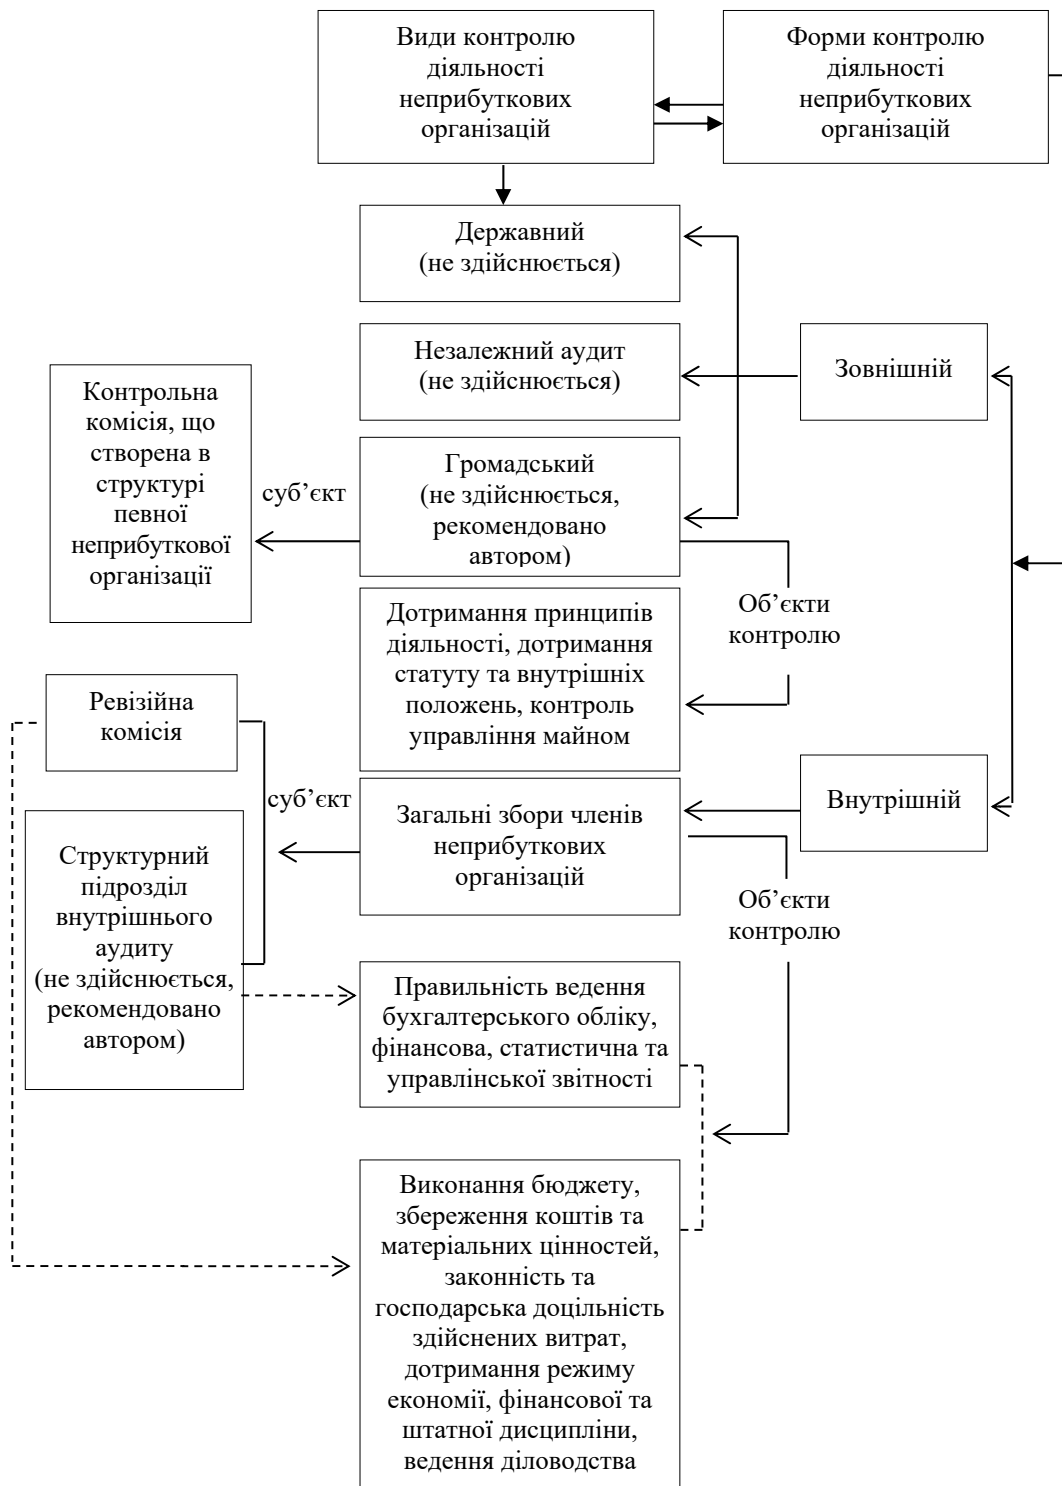 Види контролю
діяльності
неприбуткових
організацій
Форми контролю
діяльності
неприбуткових
організацій
Державний
(не здійснюється)
Незалежний аудит
(не здійснюється)
Зовнішній
Контрольна
комісія, що
створена в
структурі
певної
неприбуткової
організації
суб’єкт
Громадський
(не здійснюється,
рекомендовано
автором)
Об’єкти
контролю
Дотримання принципів
діяльності, дотримання
статуту та внутрішніх
положень, контроль
управління майном
Ревізійна
комісія
суб’єкт
Загальні збори членів
неприбуткових
організацій
Внутрішній
Структурний
підрозділ
внутрішнього
аудиту
(не здійснюється,
рекомендовано
автором)
Об’єкти
контролю
Правильність ведення
бухгалтерського обліку,
фінансова, статистична та
управлінської звітності
Виконання бюджету,
збереження коштів та
матеріальних цінностей,
законність та
господарська доцільність
здійснених витрат,
дотримання режиму
економії, фінансової та
штатної дисципліни,
ведення діловодства